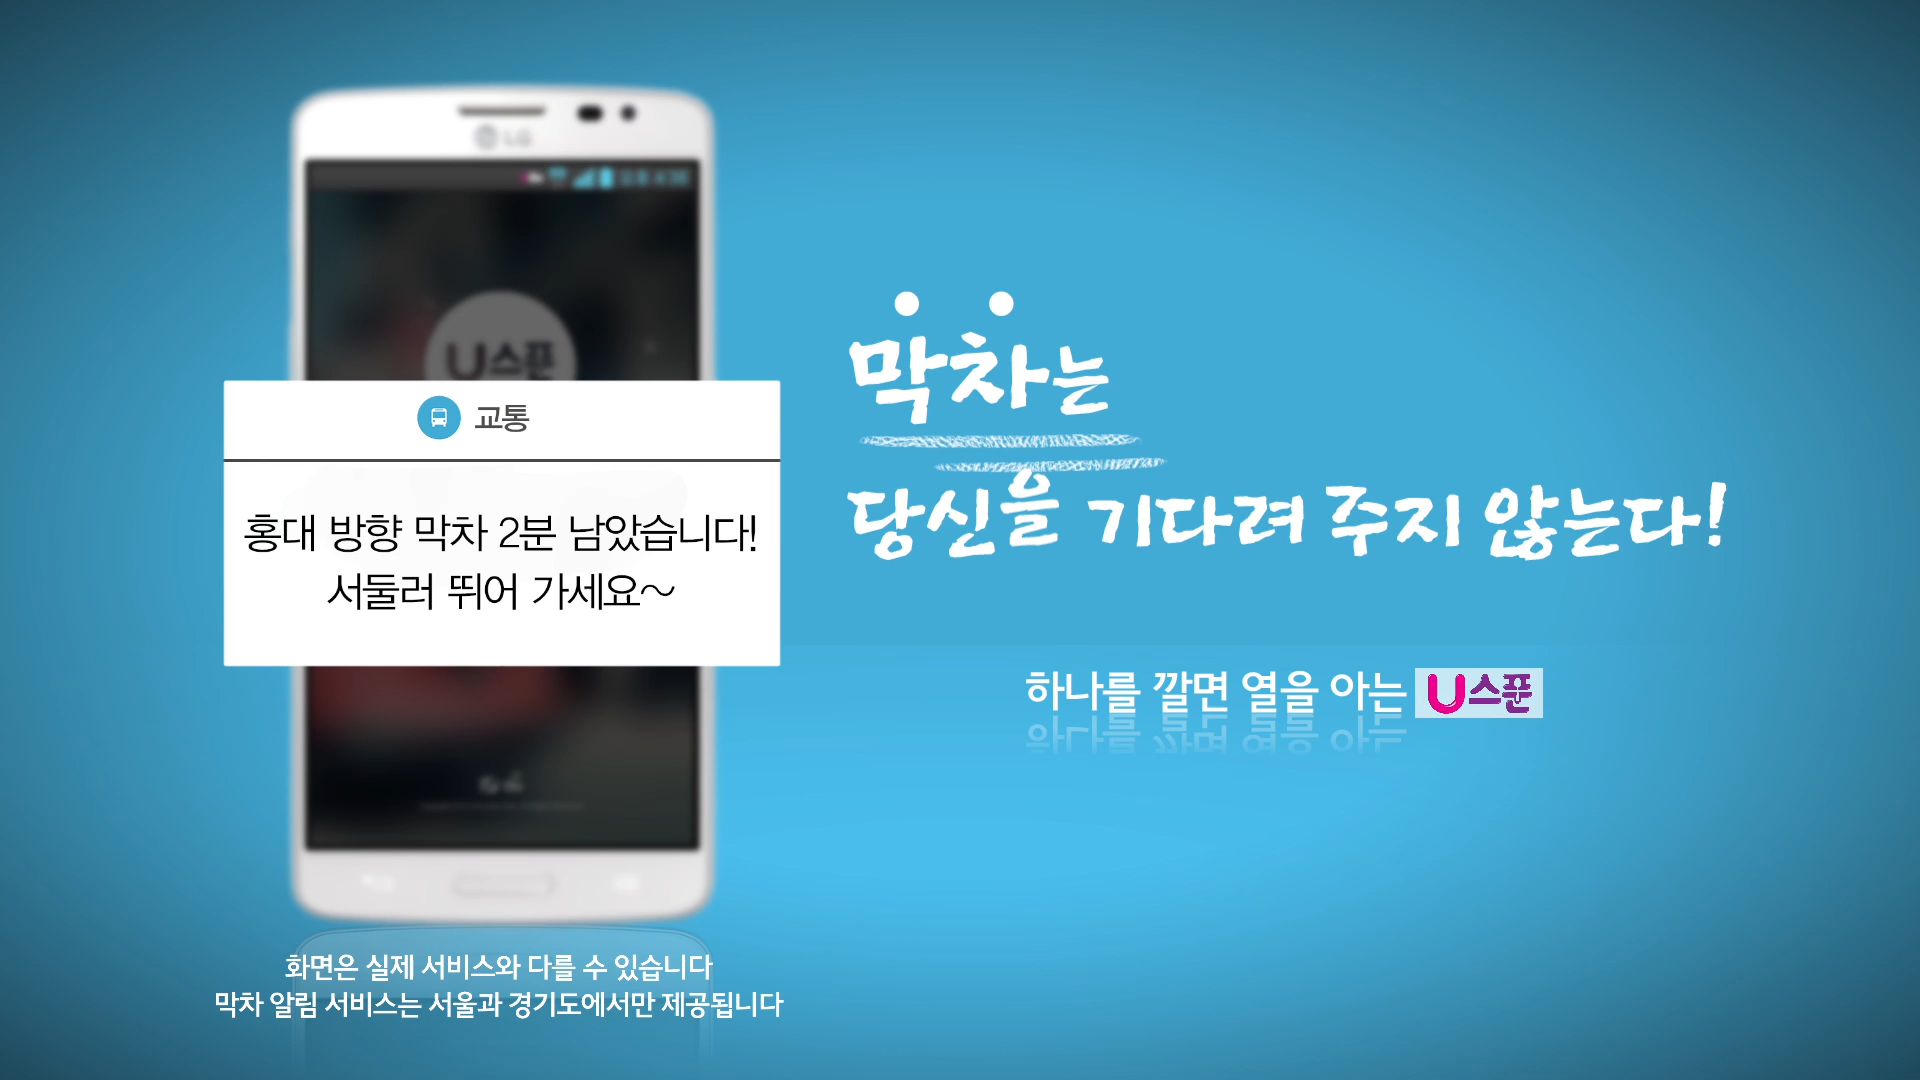 LG
U스푼
교통
홍대 방향 막차 2분 남았습니다!
서둘러 뛰어 가세요~
막차는
당신을 기다려 주지 않는다!
하나를 깔면 열을 아는 U스푼
화면은 실제 서비스와 다를 수 있습니다
막차 알림 서비스는 서울과 경기도에서만 제공됩니다